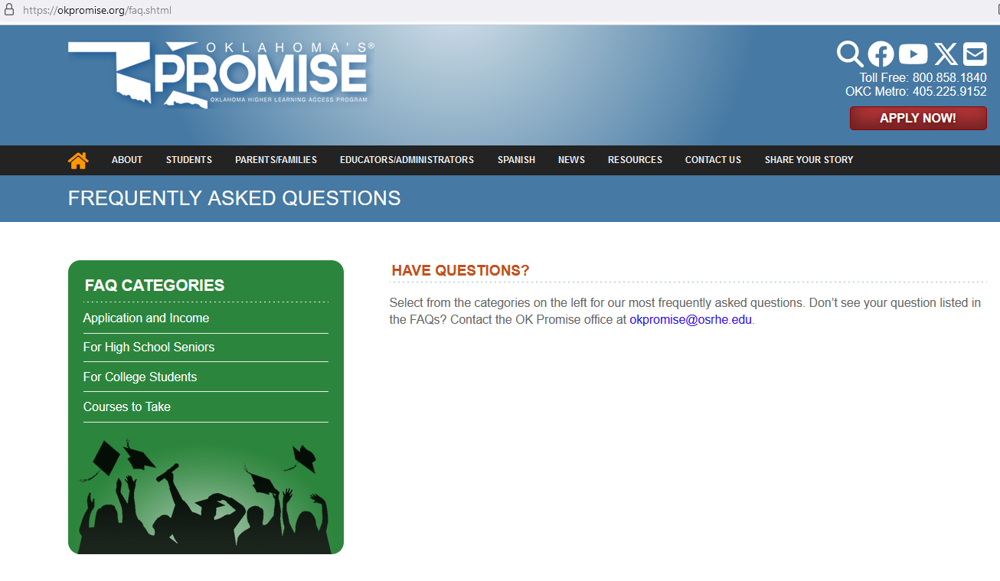 https://okpromise.org/faq.shtml
OKLAHOMA'S®
PROMISE
OKLAHOMA HIGHER LEARNING ACCESS PROGRAM
Toll Free: 800.858.1840
OKC Metro: 405.225.9152
APPLY NOW!
ABOUT STUDENTS PARENTS/FAMILIES EDUCATORS/ADMINISTRATORS SPANISH NEWS RESOURCES CONTACT US SHARE YOUR STORY
FREQUENTLY ASKED QUESTIONS
FAQ CATEGORIES
Application and Income
For High School Seniors
For College Students
Courses to Take
HAVE QUESTIONS?
Select from the categories on the left for our most frequently asked questions. Don’t see your question listed in
the FAQs? Contact the OK Promise office at okpromise@osrhe.edu.